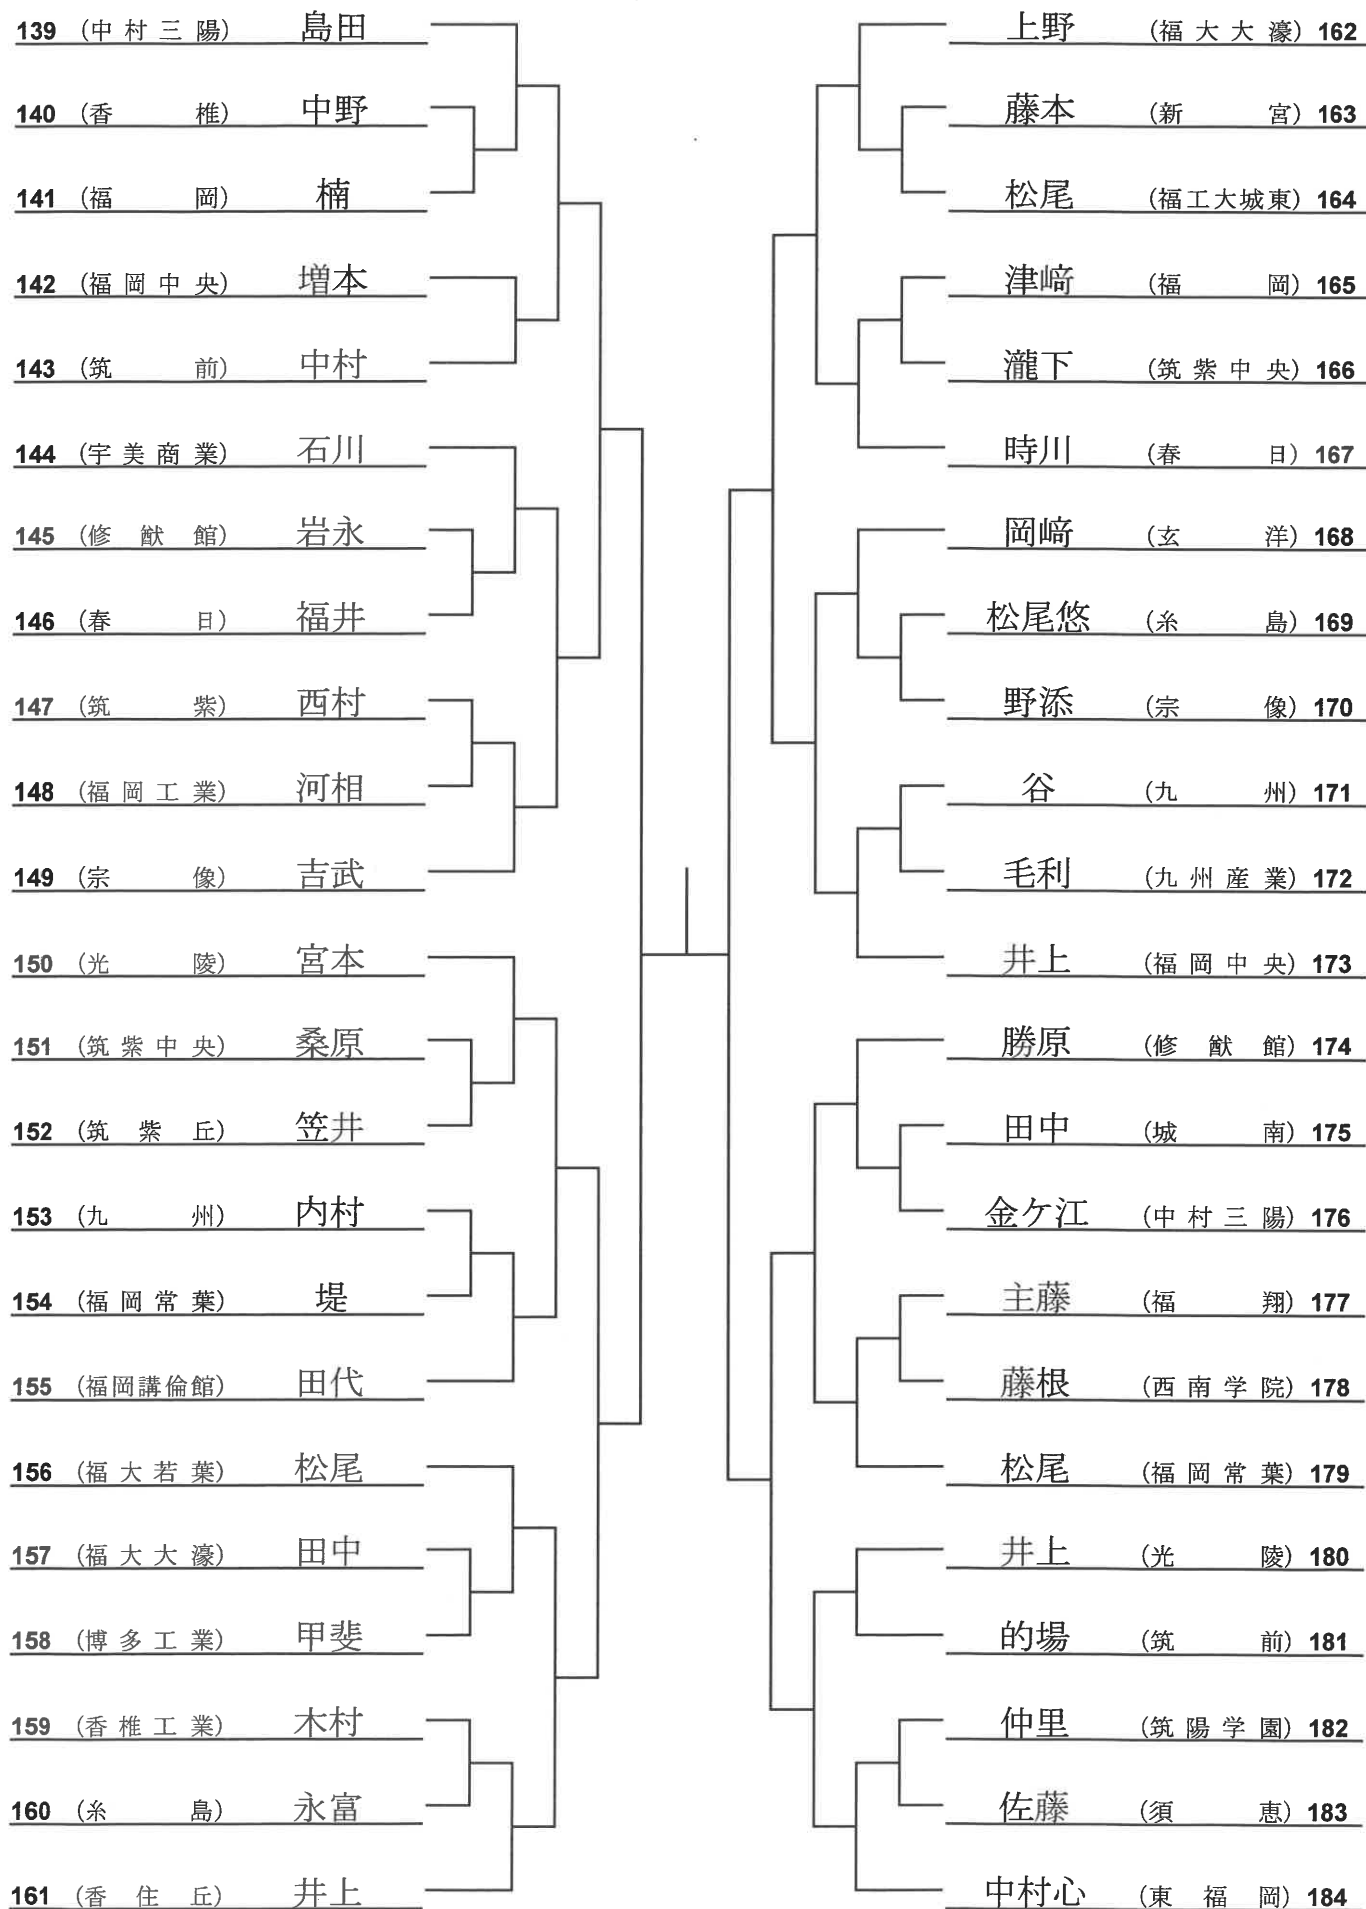 139 (中村三陽) 島田
140 (香椎) 中野
141 (福岡) 楠
142 (福岡中央) 増本
143 (筑前) 中村
144 (宇美商業) 石川
145 (修猷館) 岩永
146 (春日) 福井
147 (筑紫) 西村
148 (福岡工業) 河相
149 (宗像) 吉武
150 (光陵) 宮本
151 (筑紫中央) 桑原
152 (筑紫丘) 笠井
153 (九州) 内村
154 (福岡常葉) 堤
155 (福岡講倫館) 田代
156 (福大若葉) 松尾
157 (福大大濠) 田中
158 (博多工業) 甲斐
159 (香椎工業) 木村
160 (糸島) 永富
161 (香住丘) 井上
上野 (福大大濠) 162
藤本 (新宮) 163
松尾 (福工大城東) 164
津﨑 (福岡) 165
瀧下 (筑紫中央) 166
時川 (春日) 167
岡﨑 (玄洋) 168
松尾悠 (糸島) 169
野添 (宗像) 170
谷 (九州) 171
毛利 (九州産業) 172
井上 (福岡中央) 173
勝原 (修猷館) 174
田中 (城南) 175
金ケ江 (中村三陽) 176
主藤 (福翔) 177
藤根 (西南学院) 178
松尾 (福岡常葉) 179
井上 (光陵) 180
的場 (筑前) 181
仲里 (筑陽学園) 182
佐藤 (須恵) 183
中村心 (東福岡) 184